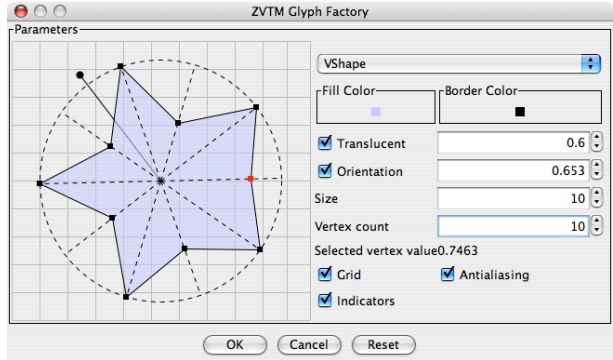 ZVTM Glyph Factory
Parameters
VShape
Fill Color
Border Color
Translucent 0.6
Orientation 0.653
Size 10
Vertex count 10
Selected vertex value0.7463
Grid Antialiasing
Indicators
OK Cancel Reset